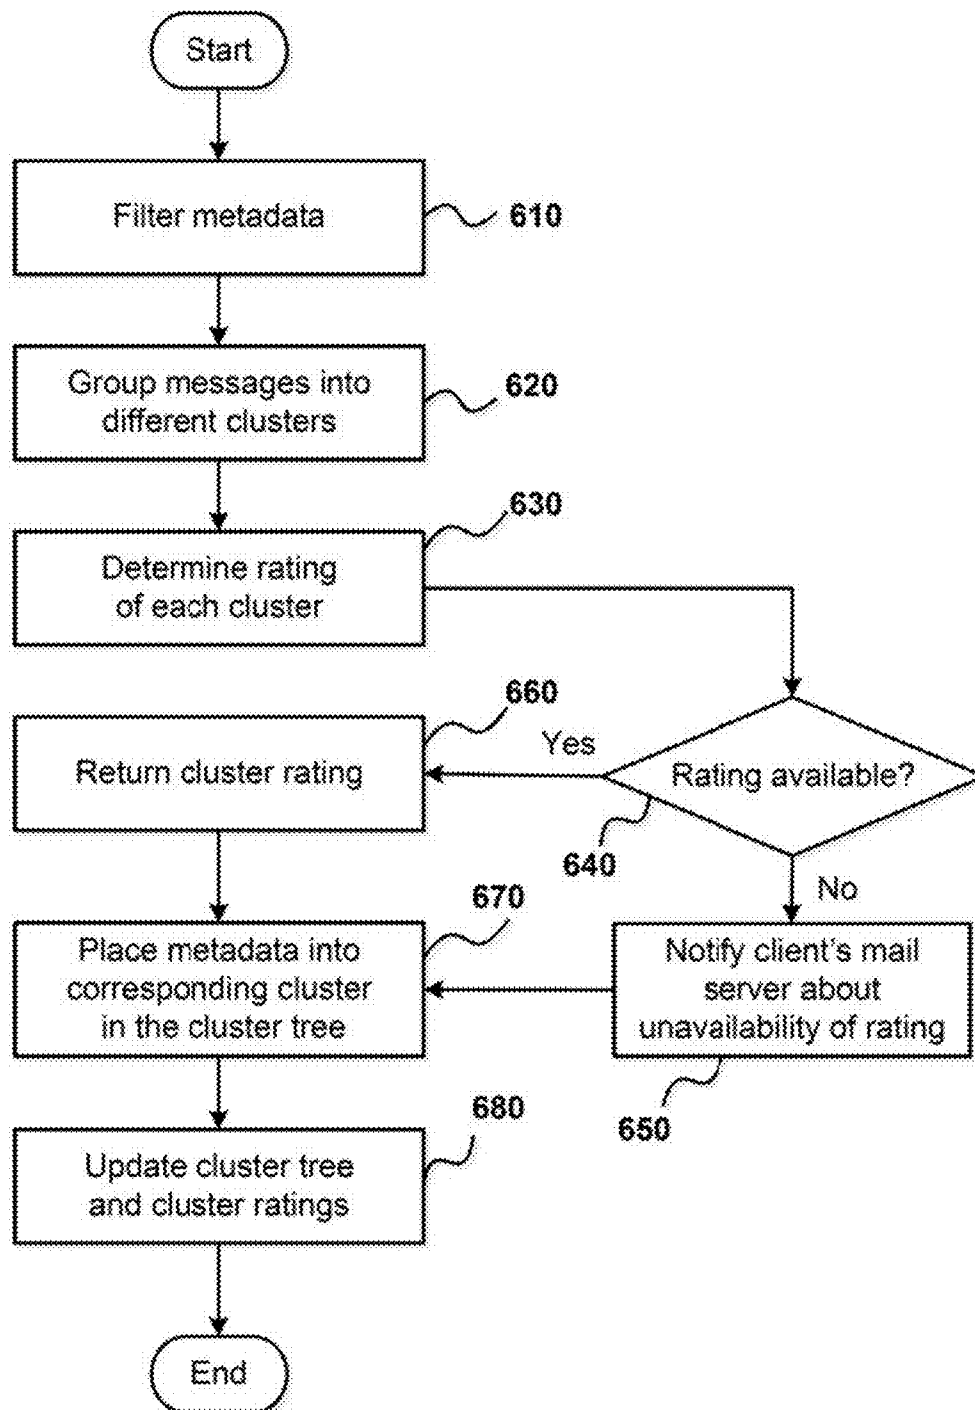 Start
Filter metadata
610
Group messages into
different clusters
620
630
Determine rating
of each cluster
660
Return cluster rating
Yes
Rating available?
640
No
670
Place metadata into
corresponding cluster
in the cluster tree
Notify client's mail
server about
unavailability of rating
650
680
Update cluster tree
and cluster ratings
End